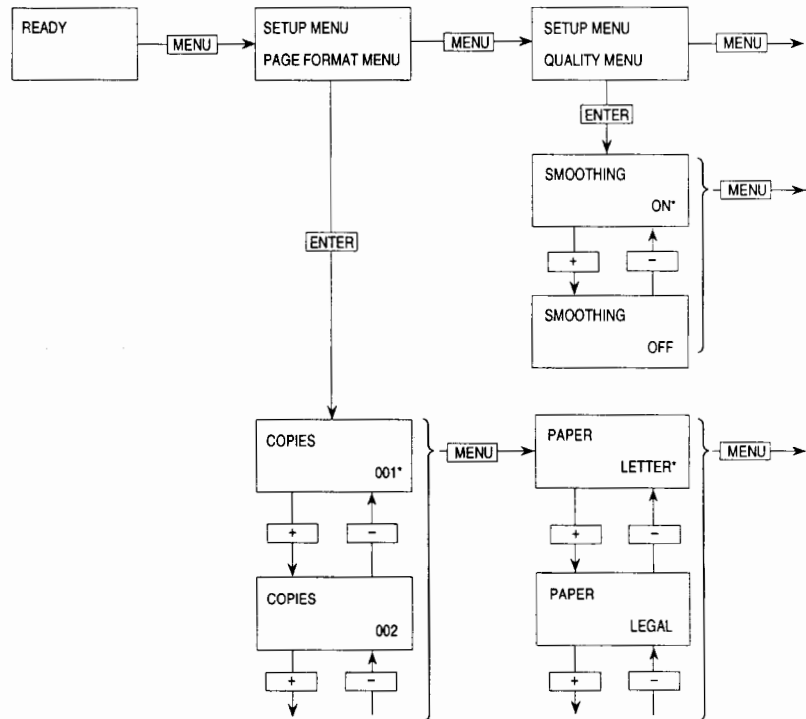 READY
MENU
SETUP MENU
PAGE FORMAT MENU
MENU
SETUP MENU
QUALITY MENU
MENU
ENTER
SMOOTHING
ON*
MENU
+
-
SMOOTHING
OFF
ENTER
COPIES
001*
MENU
PAPER
LETTER*
MENU
+
-
+
-
COPIES
002
PAPER
LEGAL
+
-
+
-